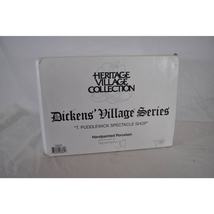 HERITAGE
VILLAGE
COLLECTION
Dickens' Village Series
"T. PUDDLEWICK SPECTACLE SHOP"
Handpainted Porcelain